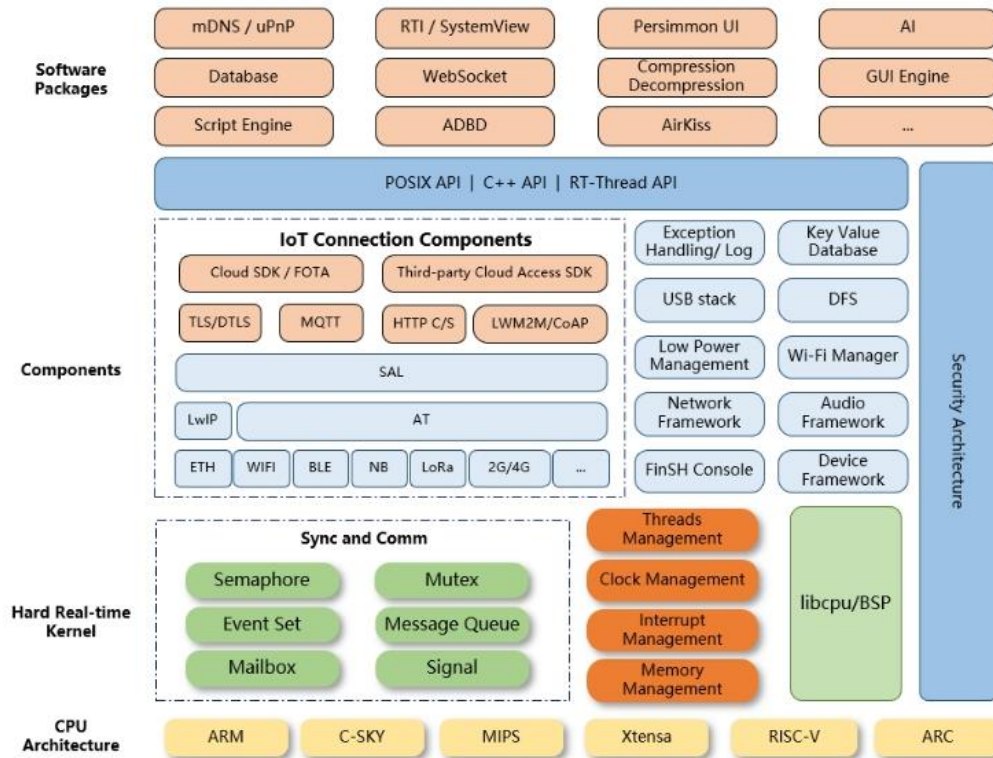 mDNS / uPnP
RTI / SystemView
Persimmon UI
AI
Software
Packages
Database
WebSocket
Compression
Decompression
GUI Engine
Script Engine
ADBD
AirKiss
...
POSIX API | C++ API | RT-Thread API
Security Architecture
Components
IoT Connection Components
Cloud SDK / FOTA
Third-party Cloud Access SDK
TLS/DTLS
MQTT
HTTP C/S
LWM2M/CoAP
SAL
LwIP
AT
ETH
WIFI
BLE
NB
LoRa
2G/4G
...
Exception
Handling/ Log
Key Value
Database
USB stack
DFS
Low Power
Management
Wi-Fi Manager
Network
Framework
Audio
Framework
FinSH Console
Device
Framework
Hard Real-time
Kernel
Sync and Comm
Semaphore
Mutex
Event Set
Message Queue
Mailbox
Signal
Threads
Management
Clock Management
Interrupt
Management
Memory
Management
libcpu/BSP
CPU
Architecture
ARM
C-SKY
MIPS
Xtensa
RISC-V
ARC